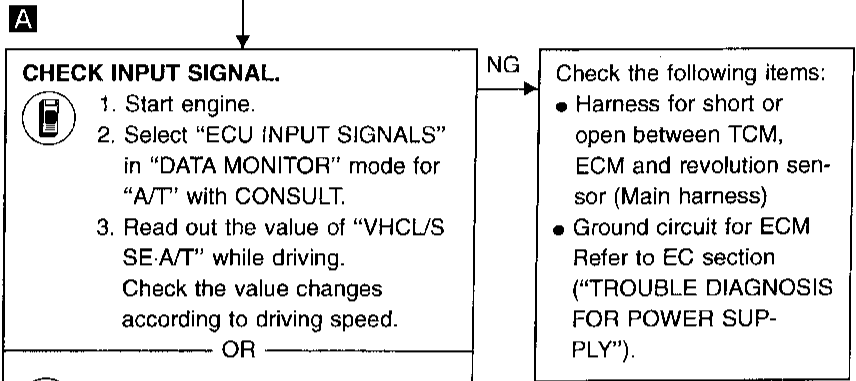 A
CHECK INPUT SIGNAL.
1. Start engine.
2. Select “ECU INPUT SIGNALS”
in “DATA MONITOR” mode for
“A/T” with CONSULT.
3. Read out the value of “VHCL/S
SE·A/T” while driving.
Check the value changes
according to driving speed.
OR
NG
Check the following items:
● Harness for short or
open between TCM,
ECM and revolution sen-
sor (Main harness)
● Ground circuit for ECM
Refer to EC section
(“TROUBLE DIAGNOSIS
FOR POWER SUP-
PLY”).